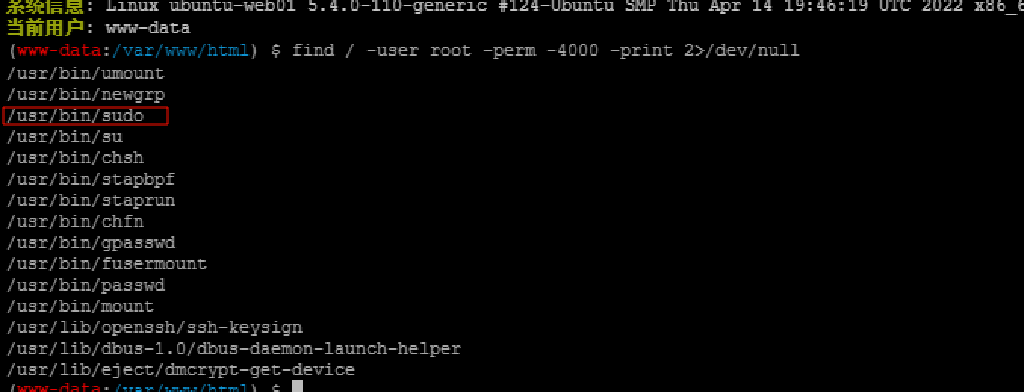 系统信息: Linux ubuntu-web01 5.4.0-110-generic #124-Ubuntu SMP Thu Apr 14 19:46:19 UTC 2022 x86_6
当前用户: www-data
(www-data:/var/www/html) $ find / -user root -perm -4000 -print 2>/dev/null
/usr/bin/umount
/usr/bin/newgrp
/usr/bin/sudo
/usr/bin/su
/usr/bin/chsh
/usr/bin/stapbpf
/usr/bin/staprun
/usr/bin/chfn
/usr/bin/gpasswd
/usr/bin/fusermount
/usr/bin/passwd
/usr/bin/mount
/usr/lib/openssh/ssh-keysign
/usr/lib/dbus-1.0/dbus-daemon-launch-helper
/usr/lib/eject/dmcrypt-get-device
(www-data:/var/www/html) $